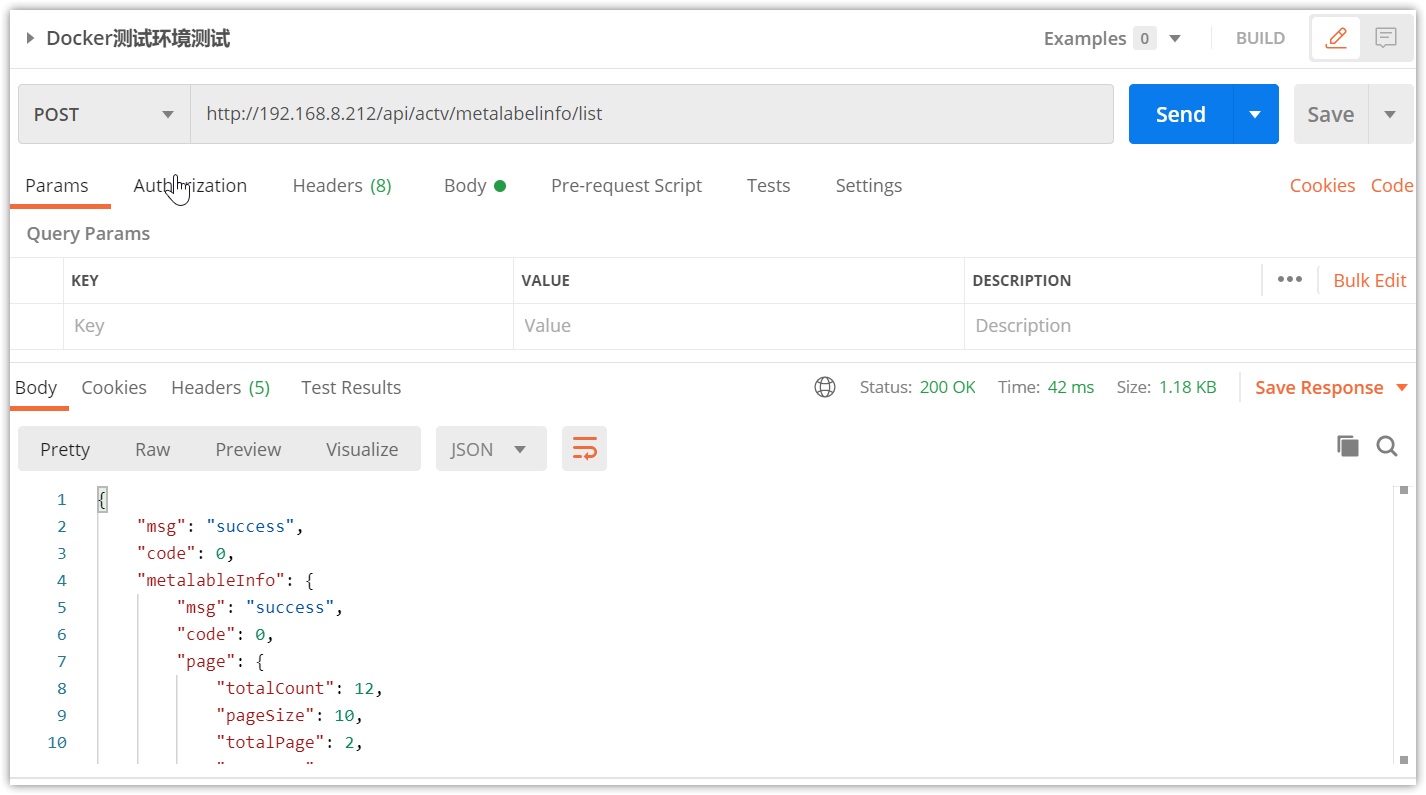 Docker测试环境测试 Examples 0 BUILD
POST http://192.168.8.212/api/actv/metalabelinfo/list Send Save
Params Authorization Headers (8) Body Pre-request Script Tests Settings Cookies Code
Query Params
KEY VALUE DESCRIPTION ••• Bulk Edit
Key Value Description
Body Cookies Headers (5) Test Results Status: 200 OK Time: 42 ms Size: 1.18 KB Save Response
Pretty Raw Preview Visualize JSON
1 {
2 "msg": "success",
3 "code": 0,
4 "metalableInfo": {
5 "msg": "success",
6 "code": 0,
7 "page": {
8 "totalCount": 12,
9 "pageSize": 10,
10 "totalPage": 2,